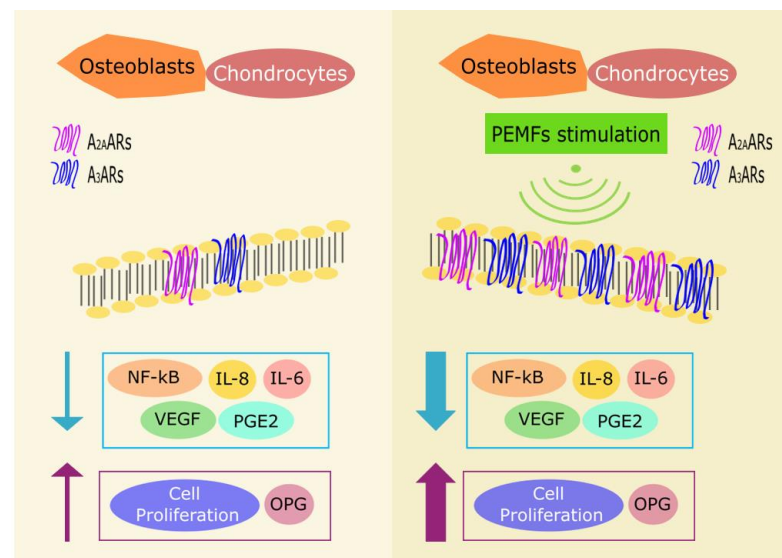 Osteoblasts
Chondrocytes
A2AARs
A3ARs
NF-kB
IL-8
IL-6
VEGF
PGE2
Cell
Proliferation
OPG
Osteoblasts
Chondrocytes
PEMFs stimulation
A2AARs
A3ARs
NF-kB
IL-8
IL-6
VEGF
PGE2
Cell
Proliferation
OPG